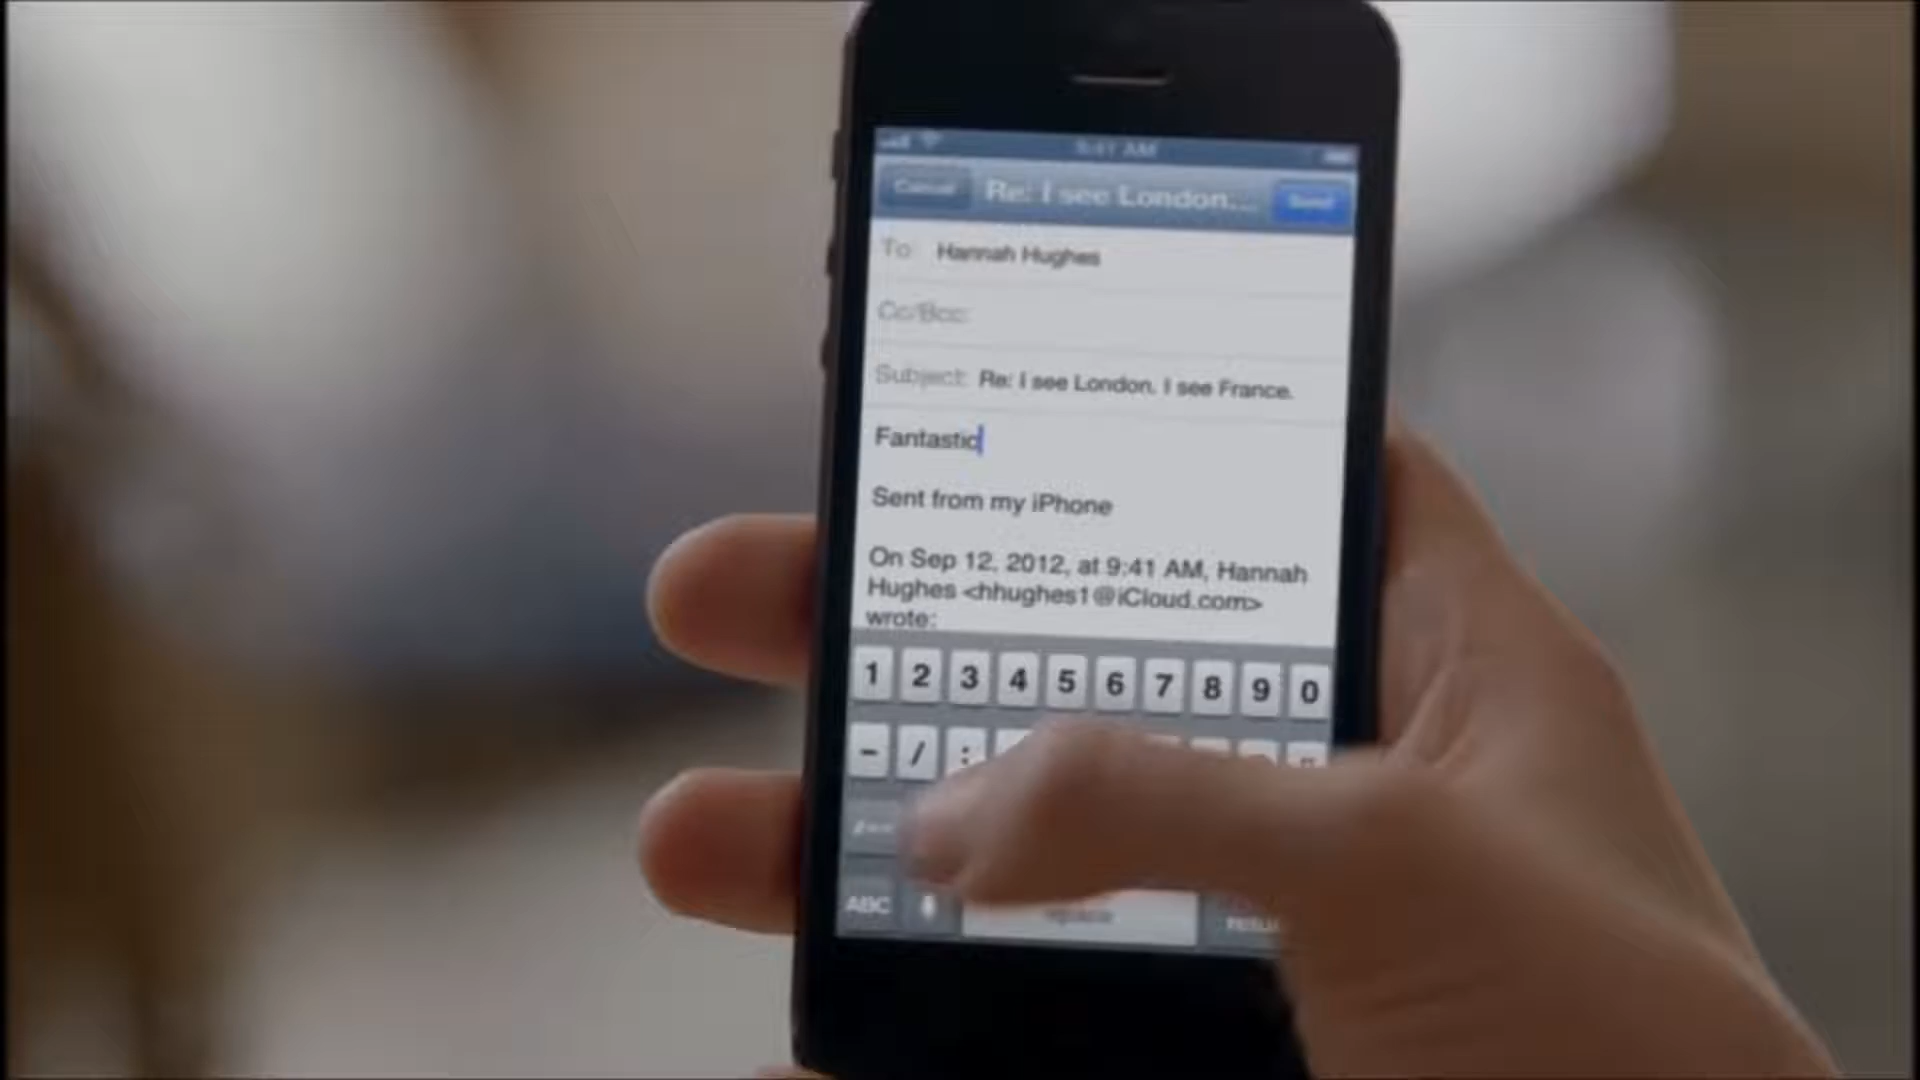 9:41 AM
Cancel Re: I see London... Send
To: Hannah Hughes
Cc/Bcc:
Subject: Re: I see London. I see France.
Fantastic
Sent from my iPhone
On Sep 12, 2012, at 9:41 AM, Hannah
Hughes <hhughes1@iCloud.com>
wrote:
1 2 3 4 5 6 7 8 9 0
- / :
ABC space